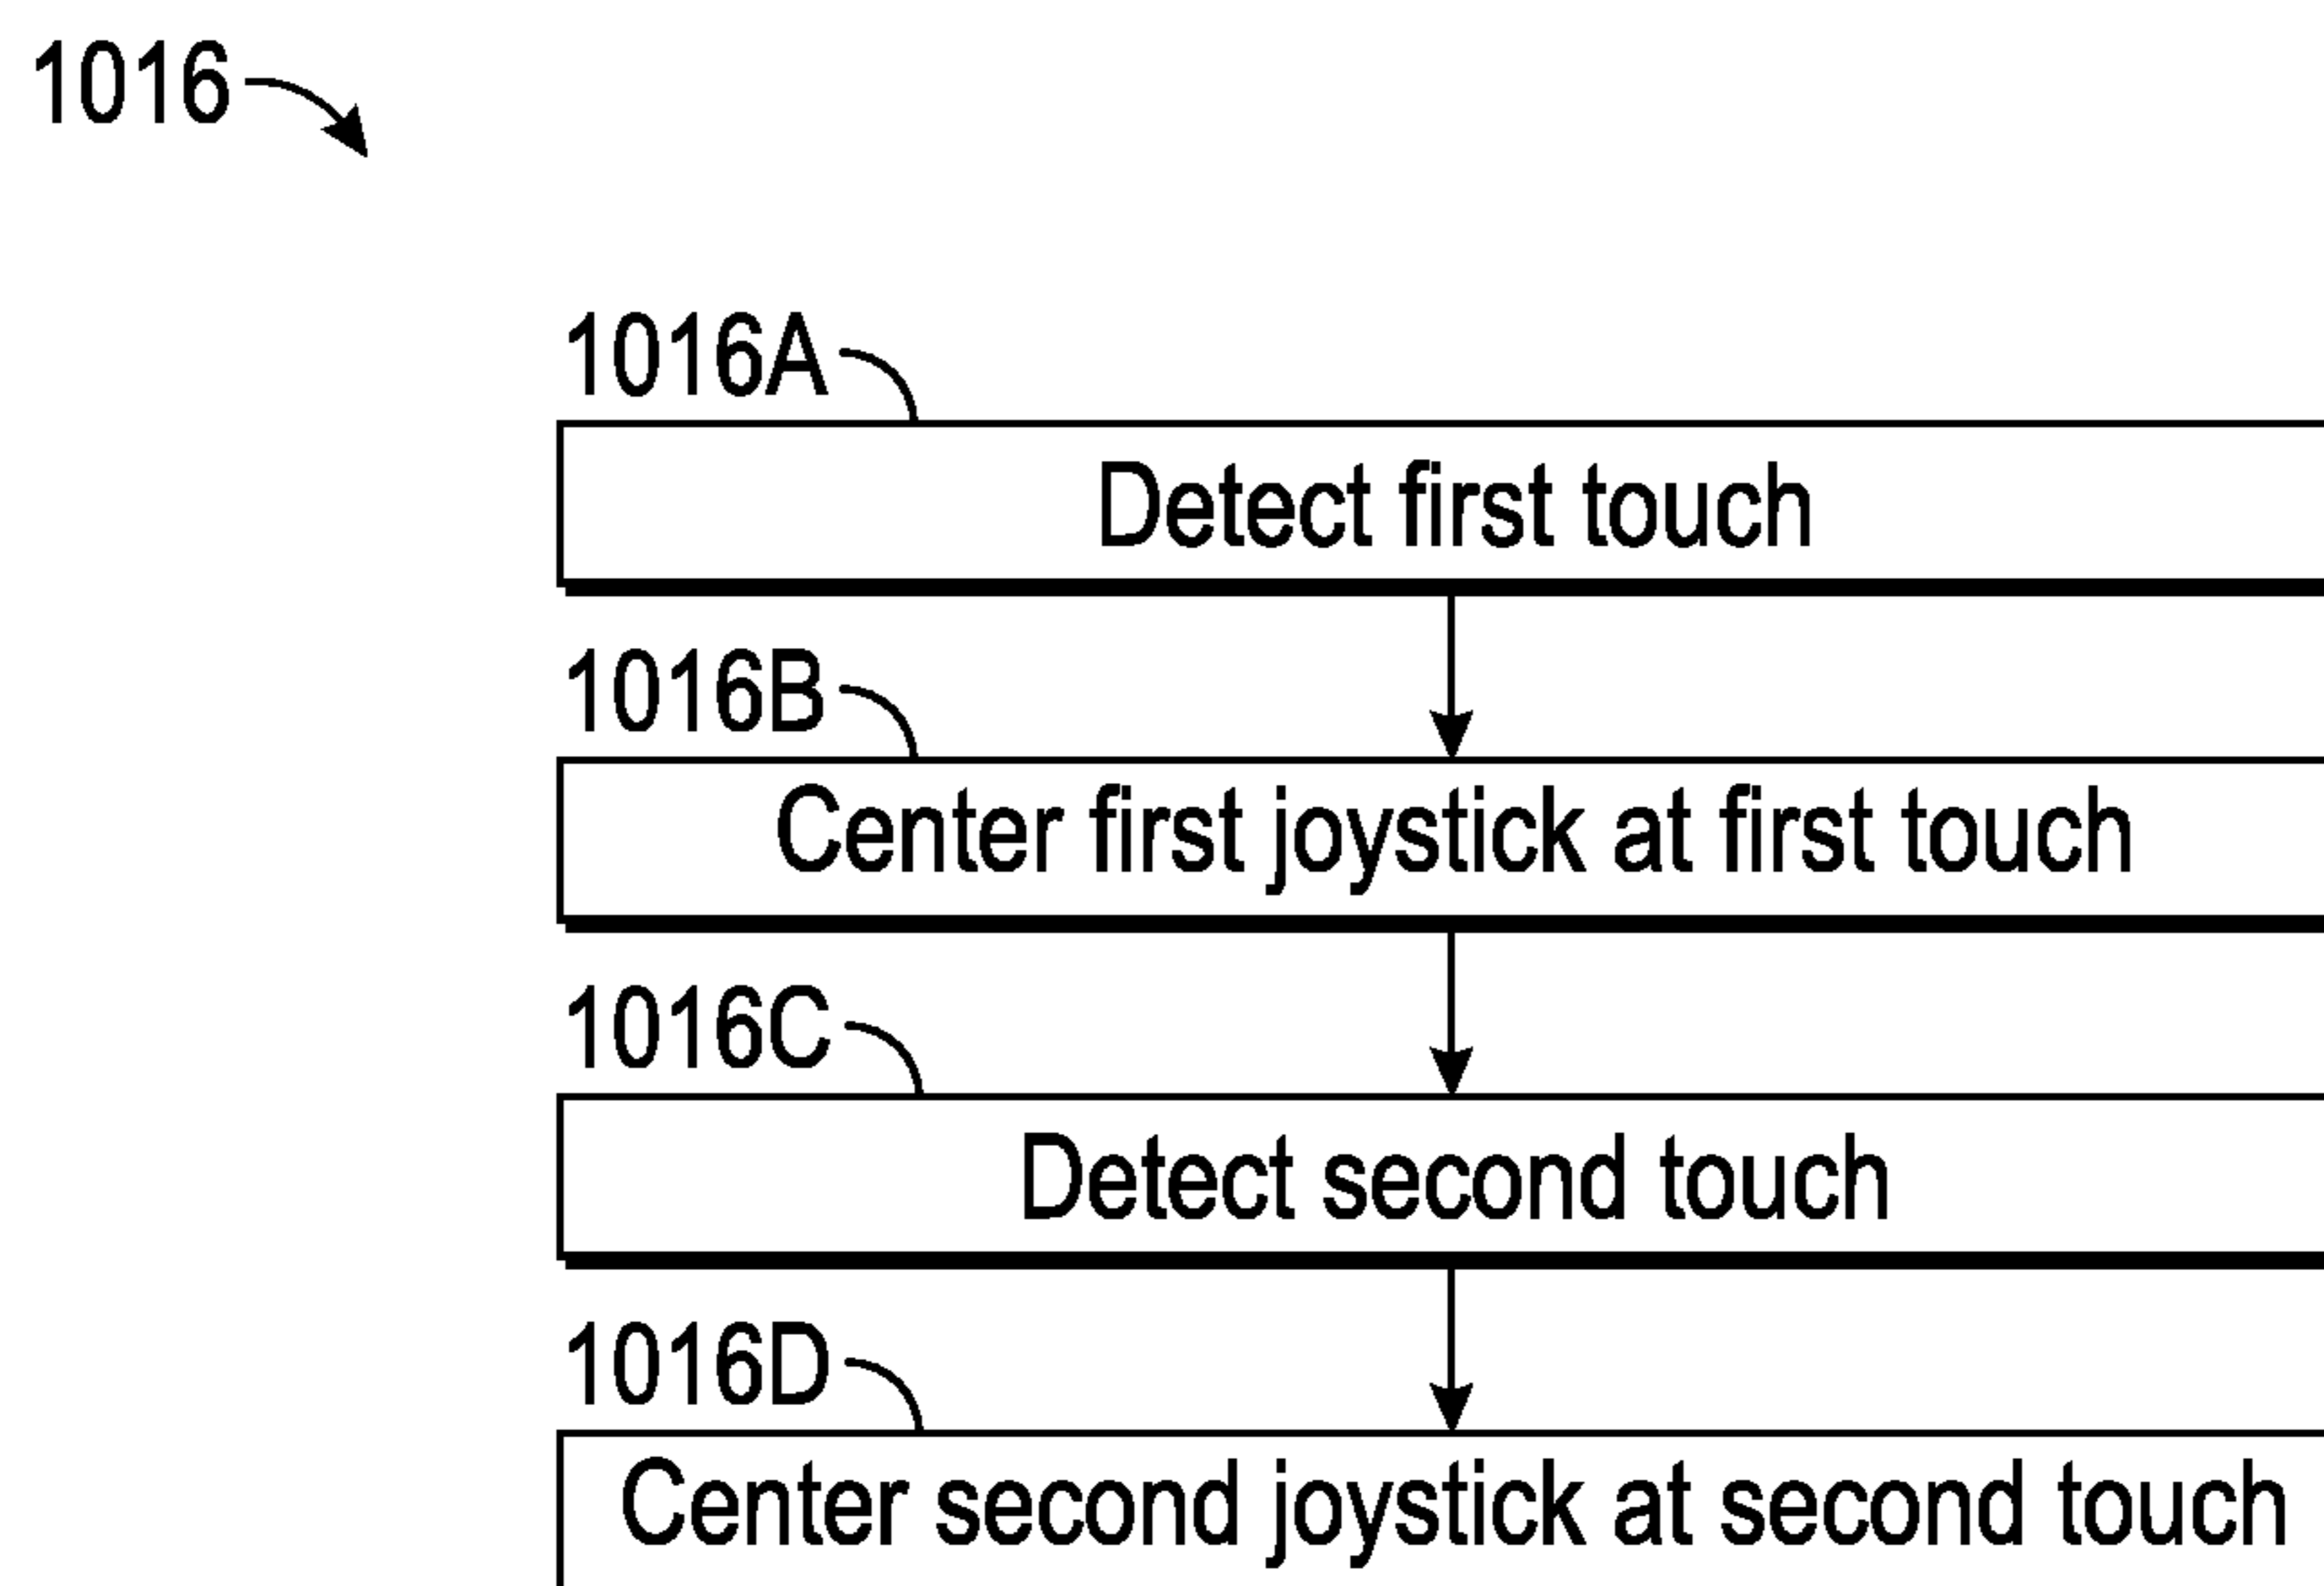 1016
1016A
Detect first touch
1016B
Center first joystick at first touch
1016C
Detect second touch
1016D
Center second joystick at second touch